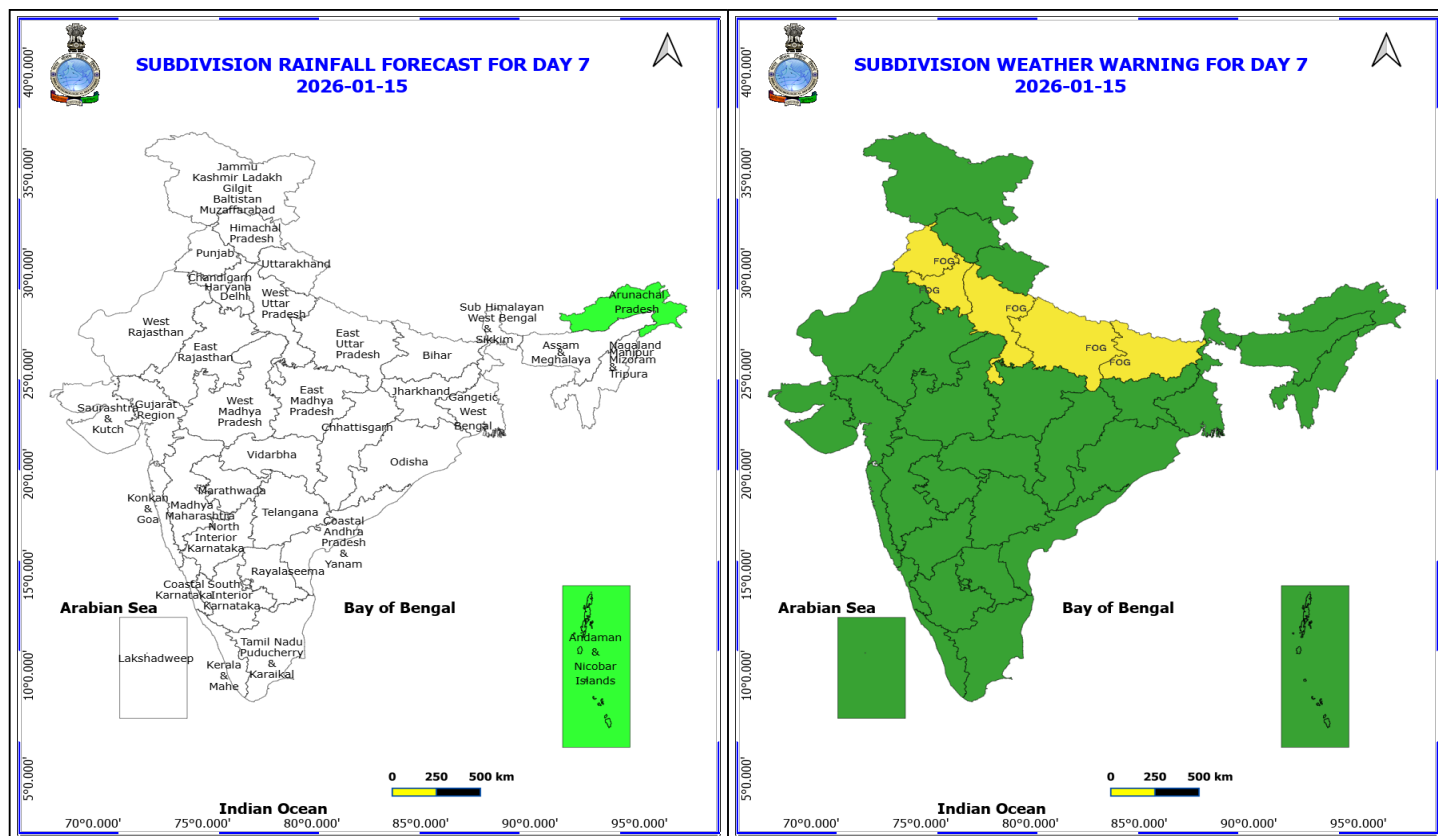 SUBDIVISION RAINFALL FORECAST FOR DAY 7
2026-01-15
40°0.000'
35°0.000'
30°0.000'
25°0.000'
20°0.000'
15°0.000'
10°0.000'
5°0.000'
Jammu
Kashmir Ladakh
Gilgit
Baltistan
Muzaffarabad
Himachal
Pradesh
Punjab
Uttarakhand
Chandigarh
Haryana
Delhi
West
Uttar
Pradesh
Arunachal
Pradesh
Sub Himalayan
West Bengal
&
Sikkim
West
Rajasthan
East
Rajasthan
East
Uttar
Pradesh
Bihar
Assam
&
Meghalaya
Nagaland
Manipur
Mizoram
&
Tripura
Saurashtra
&
Kutch
Gujarat
Region
West
Madhya
Pradesh
East
Madhya
Pradesh
Jharkhand
Gangetic
West
Bengal
Chhattisgarh
Vidarbha
Odisha
Konkan
&
Goa
Madhya
Maharashtra
Marathwada
Telangana
North
Interior
Karnataka
Coastal
Andhra
Pradesh
&
Yanam
Rayalaseema
Coastal
Karnataka
South
Interior
Karnataka
Arabian Sea
Bay of Bengal
Lakshadweep
Kerala
&
Mahe
Tamil Nadu
Puducherry
&
Karaikal
Andaman
&
Nicobar
Islands
0 250 500 km
Indian Ocean
70°0.000' 75°0.000' 80°0.000' 85°0.000' 90°0.000' 95°0.000'
SUBDIVISION WEATHER WARNING FOR DAY 7
2026-01-15
40°0.000'
35°0.000'
30°0.000'
25°0.000'
20°0.000'
15°0.000'
10°0.000'
5°0.000'
FOG
FOG
FOG
FOG
FOG
Arabian Sea
Bay of Bengal
0 250 500 km
Indian Ocean
70°0.000' 75°0.000' 80°0.000' 85°0.000' 90°0.000' 95°0.000'